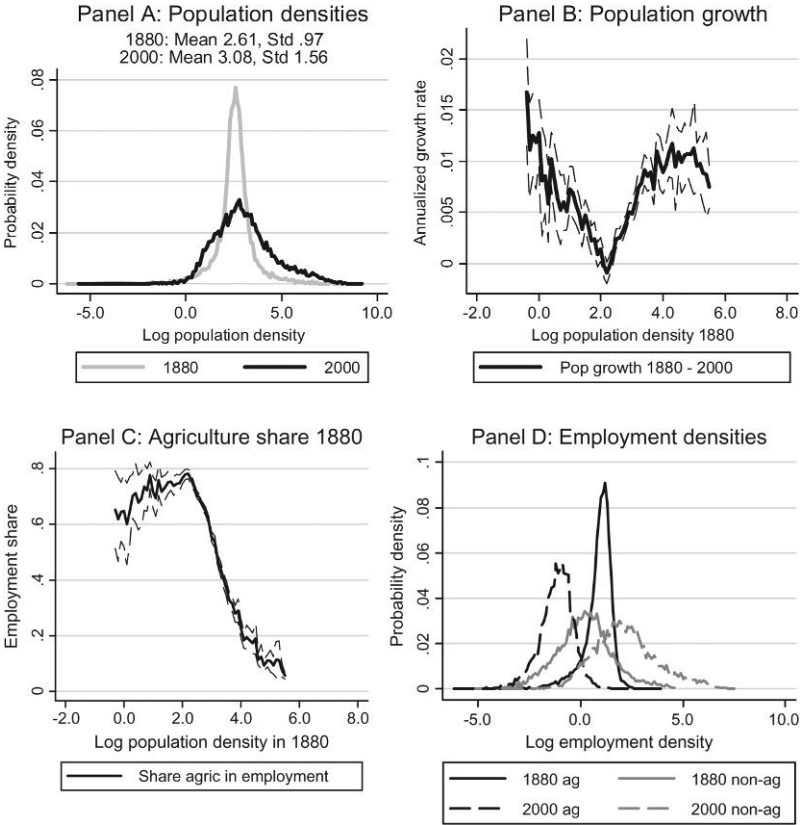 Panel A: Population densities
1880: Mean 2.61, Std .97
2000: Mean 3.08, Std 1.56
Probability density
.08
.06
.04
.02
0
-5.0 0.0 5.0 10.0
Log population density
1880 2000
Panel B: Population growth
Annualized growth rate
.02
.015
.01
.005
0
-2.0 0.0 2.0 4.0 6.0 8.0
Log population density 1880
Pop growth 1880 - 2000
Panel C: Agriculture share 1880
Employment share
.8
.6
.4
.2
0
-2.0 0.0 2.0 4.0 6.0 8.0
Log population density in 1880
Share agric in employment
Panel D: Employment densities
Probability density
.1
.08
.06
.04
.02
0
-5.0 0.0 5.0 10.0
Log employment density
1880 ag 1880 non-ag
2000 ag 2000 non-ag